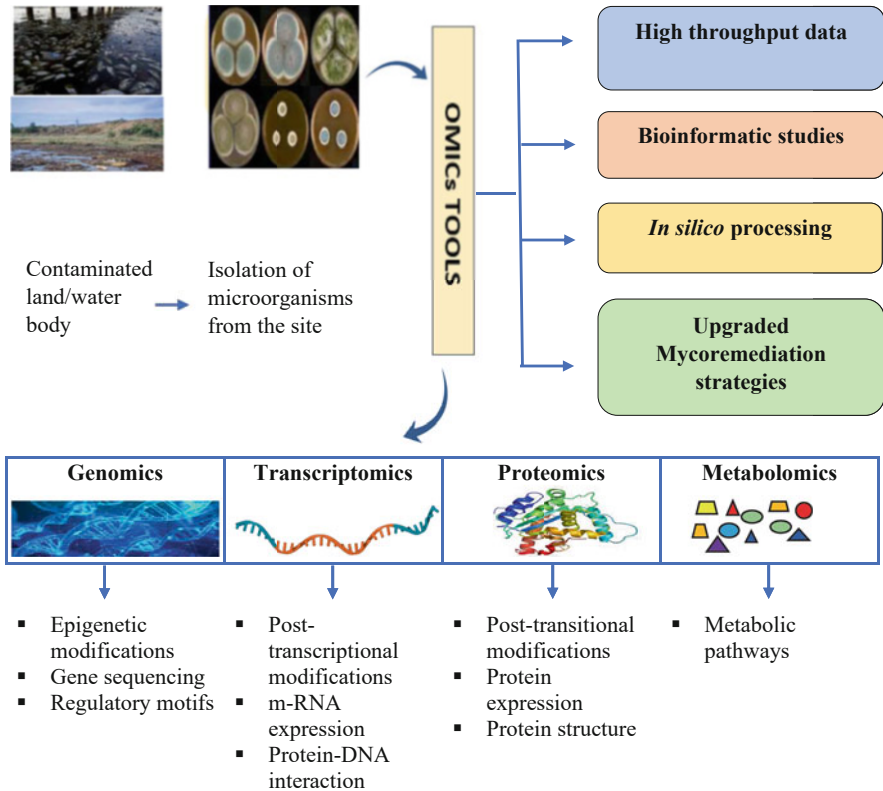 High throughput data
Bioinformatic studies
In silico processing
Upgraded
Mycoremediation
strategies
OMICs TOOLS
Contaminated
land/water
body
Isolation of
microorganisms
from the site
Genomics
Transcriptomics
Proteomics
Metabolomics
▪ Epigenetic
modifications
▪ Gene sequencing
▪ Regulatory motifs
▪ Post-
transcriptional
modifications
▪ m-RNA
expression
▪ Protein-DNA
interaction
▪ Post-transitional
modifications
▪ Protein
expression
▪ Protein structure
▪ Metabolic
pathways